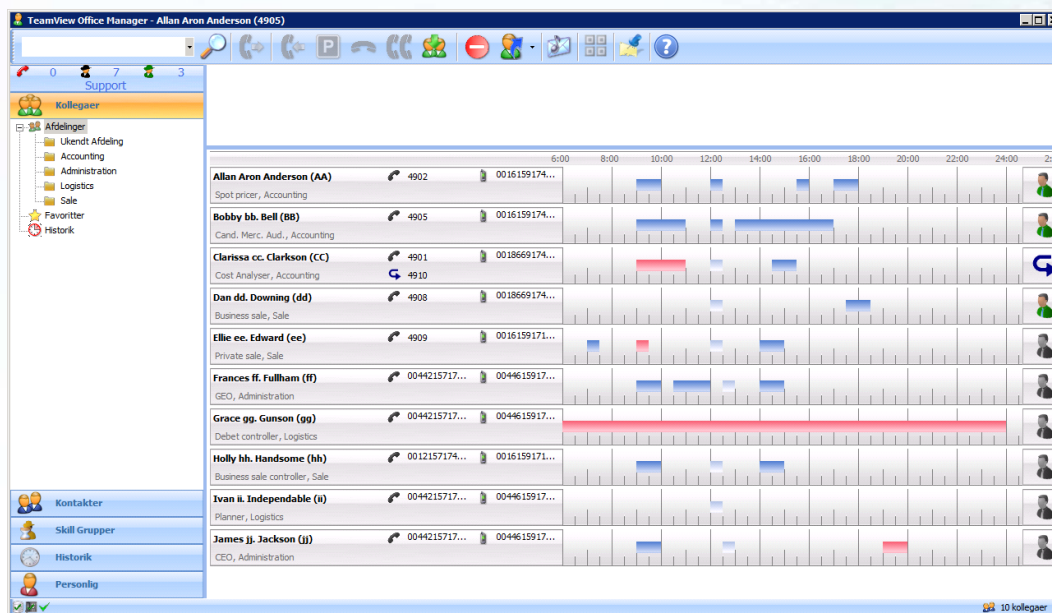 TeamView Office Manager - Allan Aron Anderson (4905)
P
0 7 3
Support
Kollegaer
Afdelinger
Ukendt Afdeling
Accounting
Administration
Logistics
Sale
Favoritter
Historik
Kontakter
Skill Grupper
Historik
Personlig
6:00 8:00 10:00 12:00 14:00 16:00 18:00 20:00 22:00 24:00
Allan Aron Anderson (AA) 4902 0016159174...
Spot pricer, Accounting
Bobby bb. Bell (BB) 4905 0016159174...
Cand. Merc. Aud., Accounting
Clarissa cc. Clarkson (CC) 4901 0018669174...
Cost Analyser, Accounting 4910
Dan dd. Downing (dd) 4908 0018669174...
Business sale, Sale
Ellie ee. Edward (ee) 4909 0016159171...
Private sale, Sale
Frances ff. Fullham (ff) 0044215717... 0044615917...
GEO, Administration
Grace gg. Gunson (gg) 0044215717... 0044615917...
Debet controller, Logistics
Holly hh. Handsome (hh) 0012157174... 0016159171...
Business sale controller, Sale
Ivan ii. Independable (ii) 0044215717... 0044615917...
Planner, Logistics
James jj. Jackson (jj) 0044215717... 0044615917...
CEO, Administration
10 kollegaer